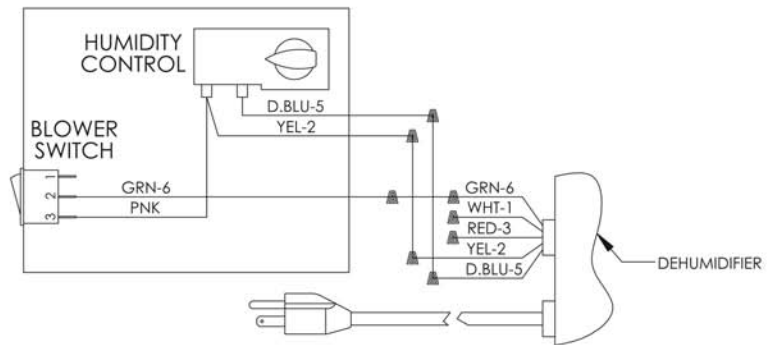 HUMIDITY
CONTROL
D.BLU-5
YEL-2
BLOWER
SWITCH
1
2
3
GRN-6
PNK
GRN-6
WHT-1
RED-3
YEL-2
D.BLU-5
DEHUMIDIFIER